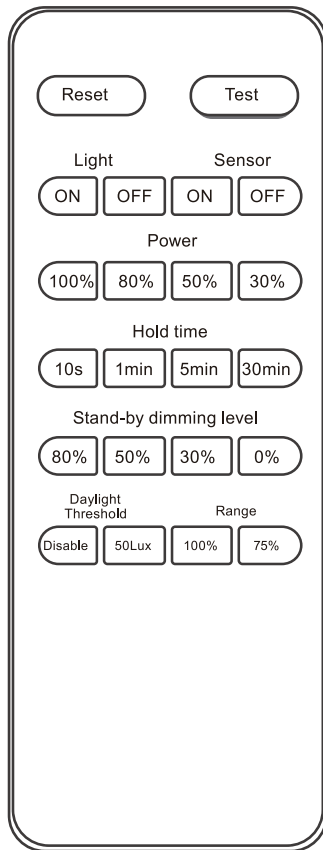 Reset Test
Light Sensor
ON OFF ON OFF
Power
100% 80% 50% 30%
Hold time
10s 1min 5min 30min
Stand-by dimming level
80% 50% 30% 0%
Daylight
Threshold Range
Disable 50Lux 100% 75%